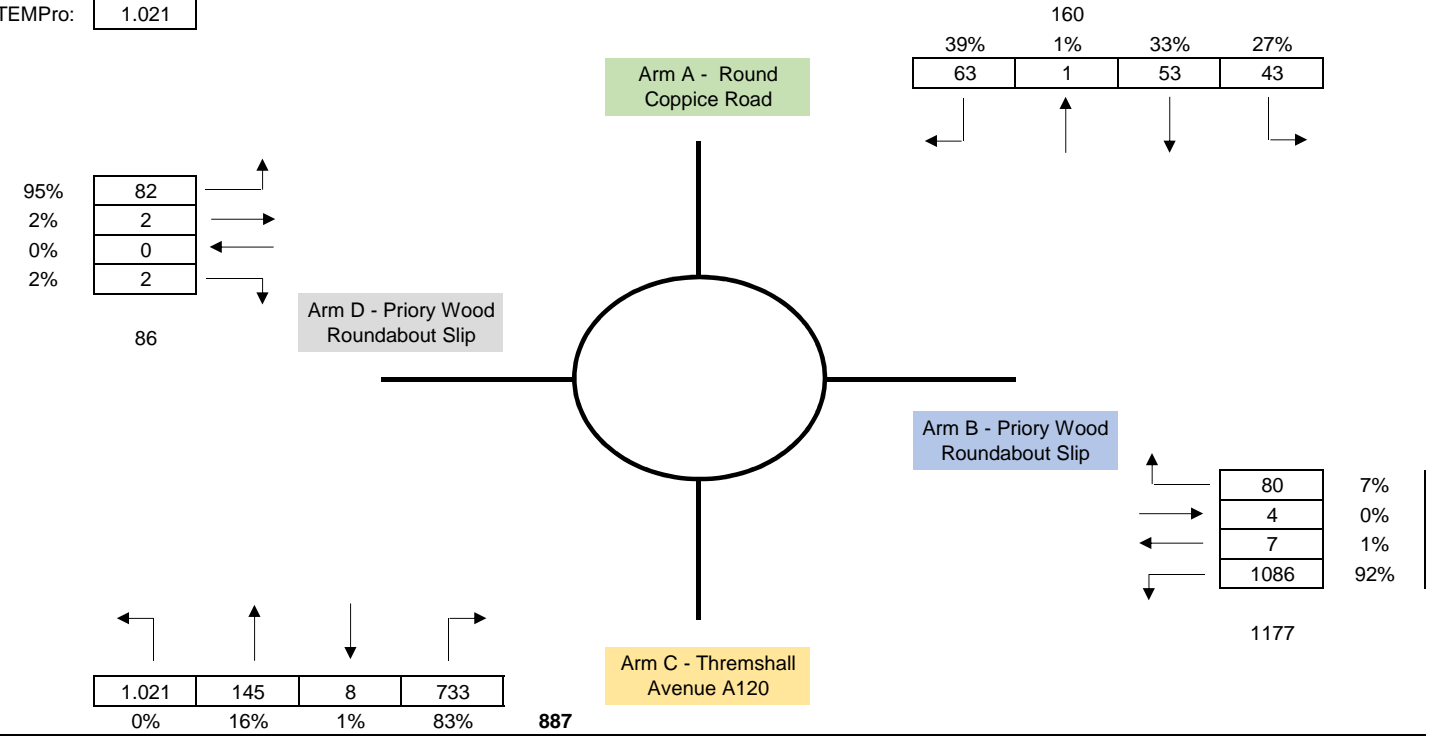 TEMPro: 1.021
160
39% 1% 33% 27%
63 1 53 43
Arm A - Round
Coppice Road
95% 82
2% 2
0% 0
2% 2
86
Arm D - Priory Wood
Roundabout Slip
Arm B - Priory Wood
Roundabout Slip
80 7%
4 0%
7 1%
1086 92%
1177
Arm C - Thremshall
Avenue A120
1.021 145 8 733
0% 16% 1% 83% 887